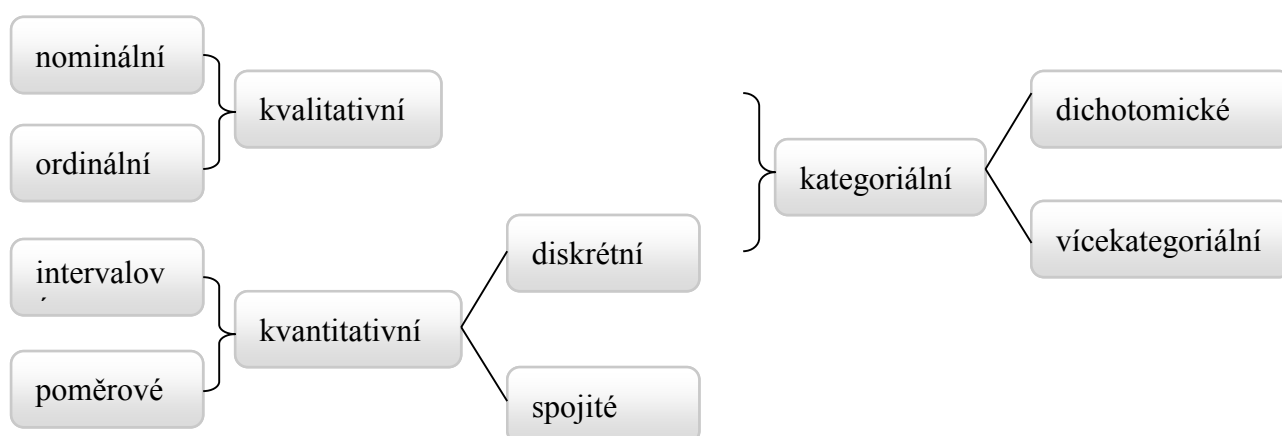 nominální
ordinální
kvalitativní
intervalov
poměrové
kvantitativní
diskrétní
spojité
kategoriální
dichotomické
vícekategoriální